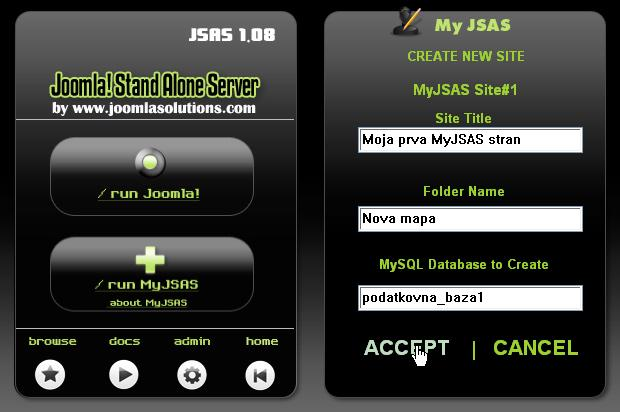 JSAS 1.08
Joomla! Stand Alone Server
by www.joomlasolutions.com
/ run Joomla!
/ run MyJSAS
about MyJSAS
browse docs admin home
My JSAS
CREATE NEW SITE
MyJSAS Site#1
Site Title
Moja prva MyJSAS stran
Folder Name
Nova mapa
MySQL Database to Create
podatkovna_baza1
ACCEPT | CANCEL